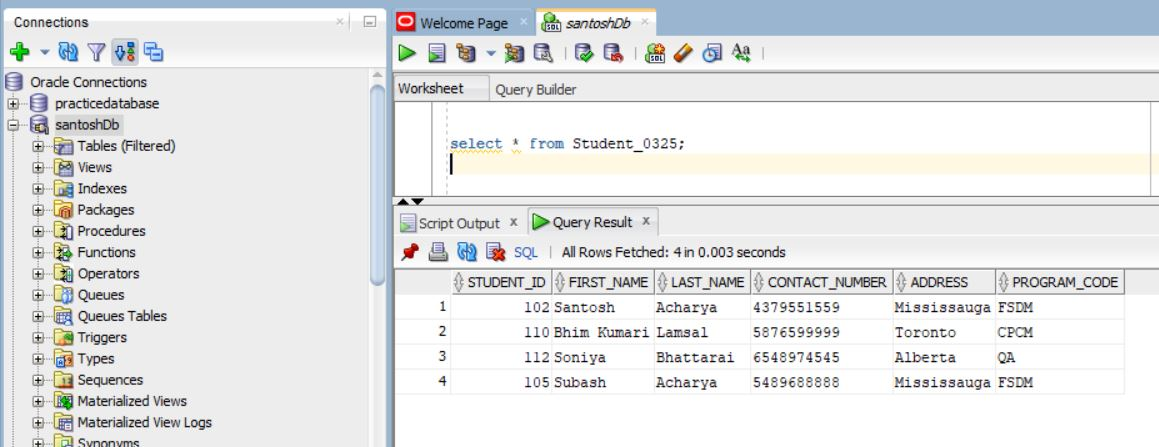 Connections
Oracle Connections
practicedatabase
santoshDb
Tables (Filtered)
Views
Indexes
Packages
Procedures
Functions
Operators
Queues
Queues Tables
Triggers
Types
Sequences
Materialized Views
Materialized View Logs
Synonyms
Welcome Page santoshDb
SQL Aa
Worksheet Query Builder
select * from Student_0325;
Script Output x Query Result x
SQL | All Rows Fetched: 4 in 0.003 seconds
STUDENT_ID FIRST_NAME LAST_NAME CONTACT_NUMBER ADDRESS PROGRAM_CODE
1 102 Santosh Acharya 4379551559 Mississauga FSDM
2 110 Bhim Kumari Lamsal 5876599999 Toronto CPCM
3 112 Soniya Bhattarai 6548974545 Alberta QA
4 105 Subash Acharya 5489688888 Mississauga FSDM